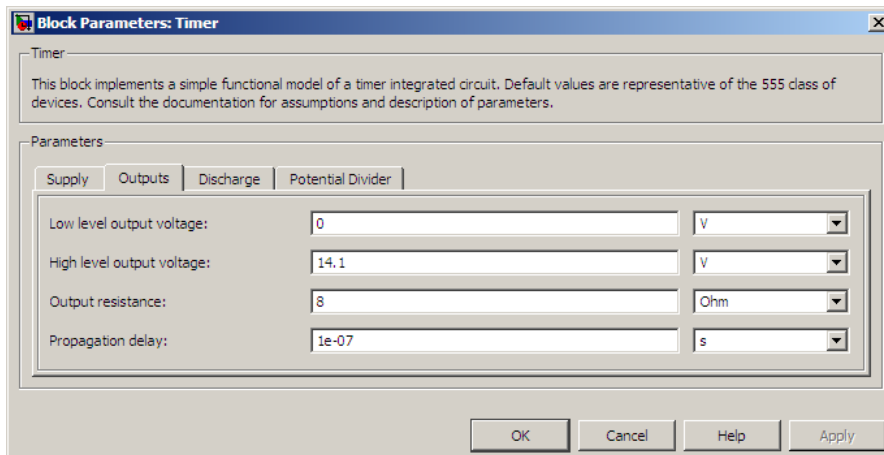 Block Parameters: Timer
Timer
This block implements a simple functional model of a timer integrated circuit. Default values are representative of the 555 class of
devices. Consult the documentation for assumptions and description of parameters.
Parameters
Supply Outputs Discharge Potential Divider
Low level output voltage: 0 V
High level output voltage: 14.1 V
Output resistance: 8 Ohm
Propagation delay: 1e-07 s
OK Cancel Help Apply